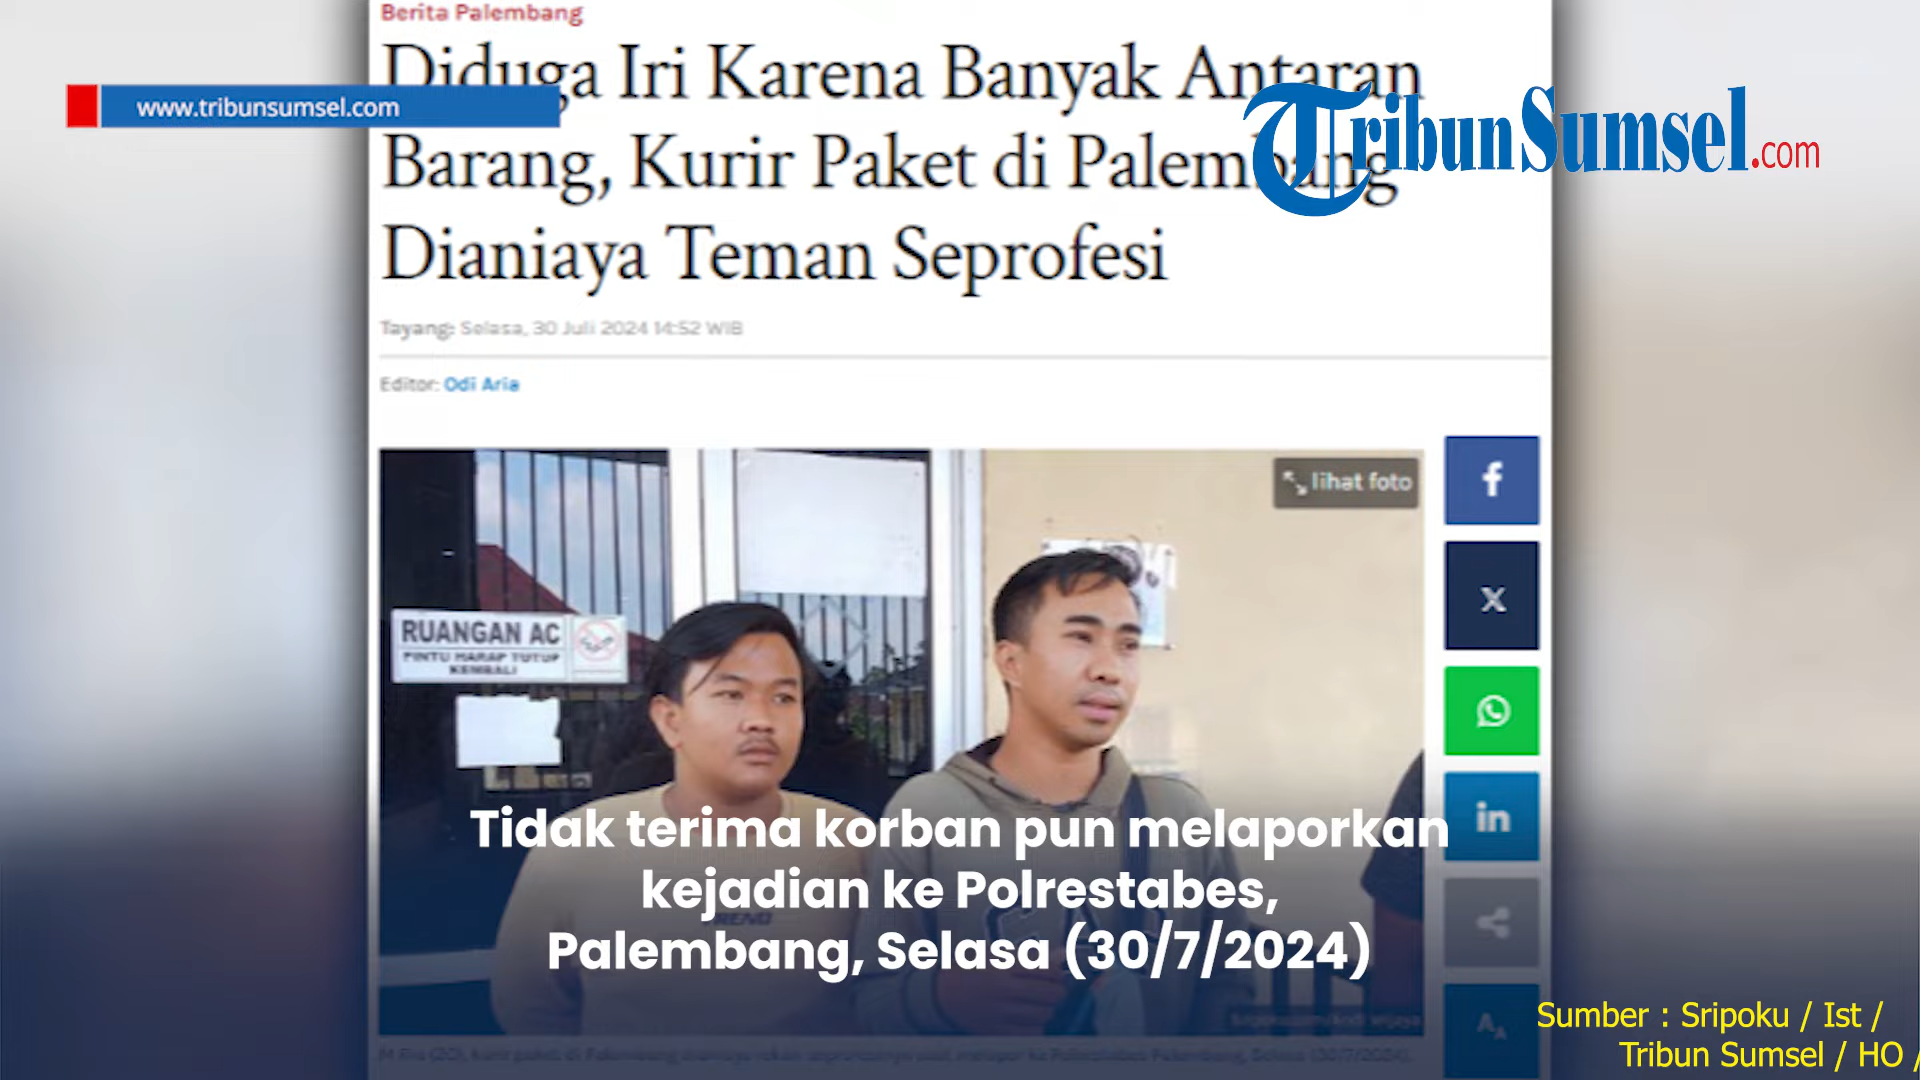 Berita Palembang
Diduga Iri Karena Banyak Antaran
www.tribunsumsel.com
TribunSumsel.com
Barang, Kurir Paket di Palembang
Dianiaya Teman Seprofesi
Tayang: Selasa, 30 Juli 2024 14:52 WIB
Editor: Odi Aria
lihat foto
RUANGAN AC
PINTU HARAP TUTUP
KEMBALI
Tidak terima korban pun melaporkan
kejadian ke Polrestabes,
Palembang, Selasa (30/7/2024)
Sumber : Sripoku / Ist /
Tribun Sumsel / HO /